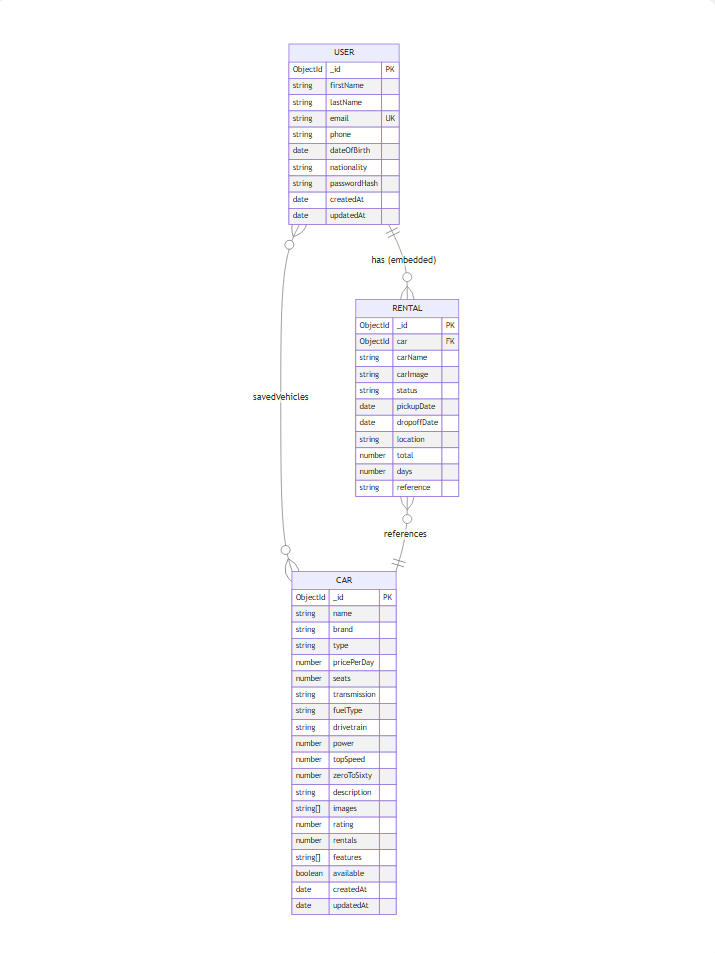 USER
ObjectId _id PK
string firstName
string lastName
string email UK
string phone
date dateOfBirth
string nationality
string passwordHash
date createdAt
date updatedAt
has (embedded)
RENTAL
ObjectId _id PK
ObjectId car FK
string carName
string carImage
string status
date pickupDate
date dropoffDate
string location
number total
number days
string reference
savedVehicles
references
CAR
ObjectId _id PK
string name
string brand
string type
number pricePerDay
number seats
string transmission
string fuelType
string drivetrain
number power
number topSpeed
number zeroToSixty
string description
string[] images
number rating
number rentals
string[] features
boolean available
date createdAt
date updatedAt